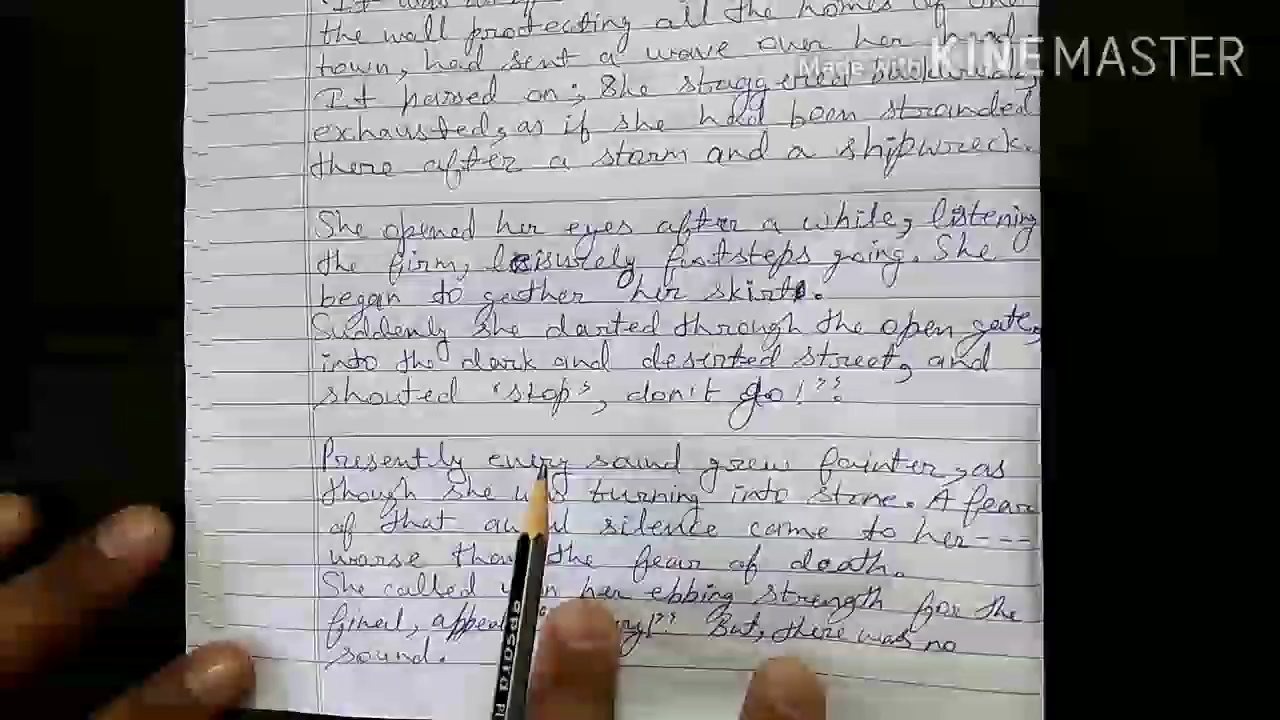 the wall protecting all the homes of the
town, had sent a wave over her head.
Made with KINEMASTER
It passed on; She staggered backwards,
exhausted, as if she had been stranded
there after a storm and a shipwreck.
She opened her eyes after a while, listening
the firm, leisurely footsteps going. She
began to gather her skirt.
Suddenly she darted through the open gate,
into the dark and deserted street, and
shouted "stop", don't go!"
Presently every sound grew fainter, as
though she was turning into stone. A fear
of that silence came to her---
worse than the fear of death.
She called her ebbing strength for the
final, appeal But, there was no
sound.
apsara P